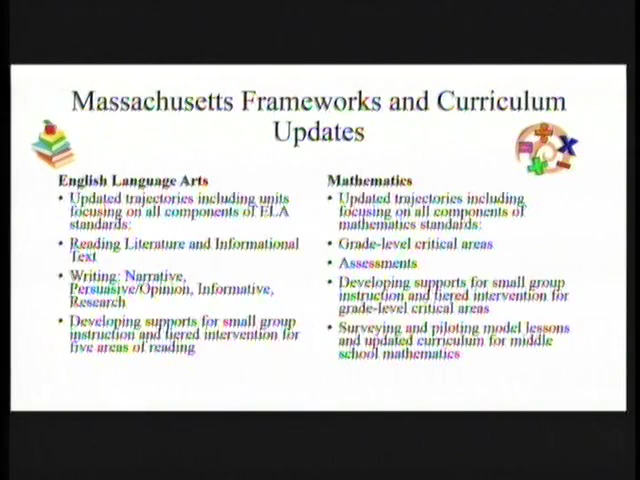 Massachusetts Frameworks and Curriculum
Updates
English Language Arts
• Updated trajectories including units
focusing on all components of ELA
standards:
• Reading Literature and Informational
Text
• Writing: Narrative,
Persuasive/Opinion, Informative,
Research
• Developing supports for small group
instruction and tiered intervention for
five areas of reading
Mathematics
• Updated trajectories including
focusing on all components of
mathematics standards:
• Grade-level critical areas
• Assessments
• Developing supports for small group
instruction and tiered intervention for
grade-level critical areas
• Surveying and piloting model lessons
and updated curriculum for middle
school mathematics